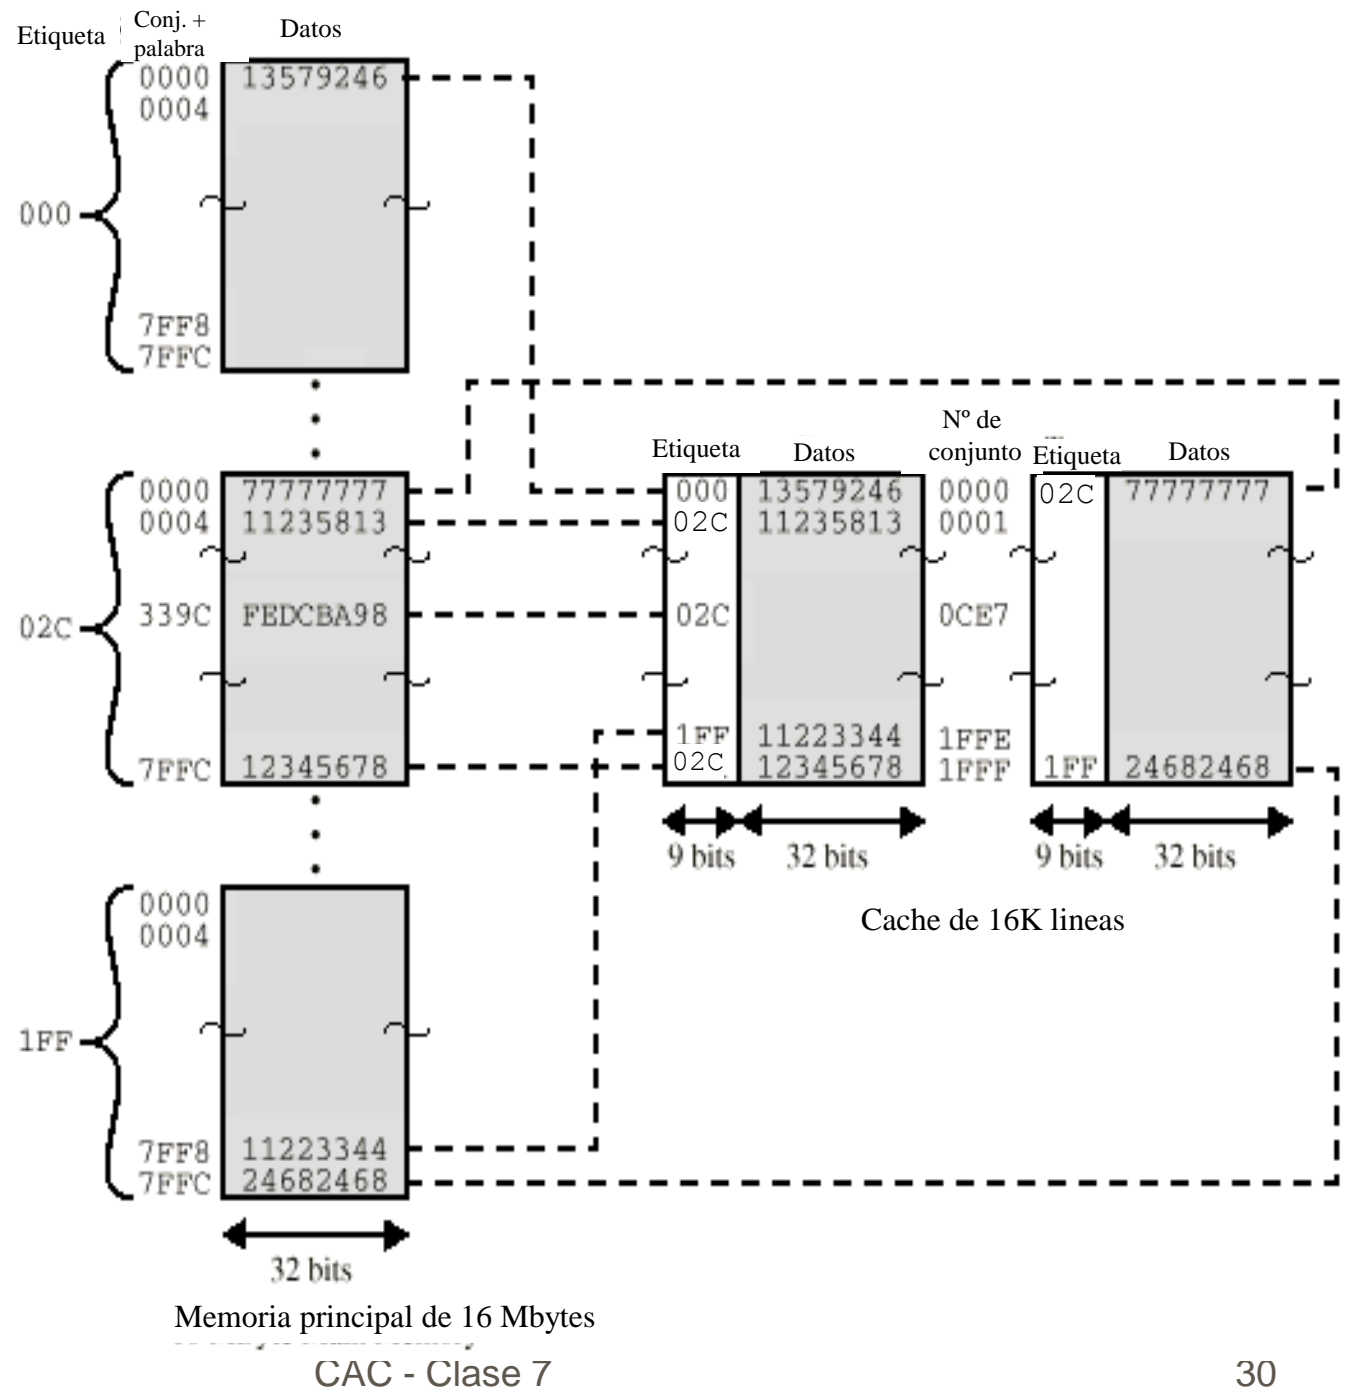 Etiqueta Conj. + palabra Datos
0000 13579246
0004
000
7FF8
7FFC
0000 77777777
0004 11235813
339C FEDCBA98
02C
7FFC 12345678
0000
0004
1FF
7FF8 11223344
7FFC 24682468
32 bits
Memoria principal de 16 Mbytes
Etiqueta Datos Nº de conjunto Etiqueta Datos
000 13579246 0000 02C 77777777
02C 11235813 0001
02C 0CE7
1FF 11223344 1FFE
02C 12345678 1FFF 1FF 24682468
9 bits 32 bits 9 bits 32 bits
Cache de 16K lineas
CAC - Clase 7 30